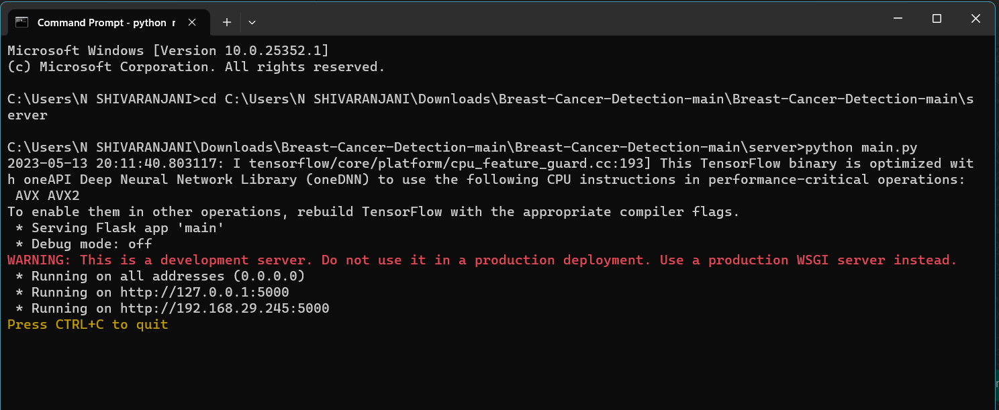 Command Prompt - python r
Microsoft Windows [Version 10.0.25352.1]
(c) Microsoft Corporation. All rights reserved.
C:\Users\N SHIVARANJANI>cd C:\Users\N SHIVARANJANI\Downloads\Breast-Cancer-Detection-main\Breast-Cancer-Detection-main\s
erver
C:\Users\N SHIVARANJANI\Downloads\Breast-Cancer-Detection-main\Breast-Cancer-Detection-main\server>python main.py
2023-05-13 20:11:40.803117: I tensorflow/core/platform/cpu_feature_guard.cc:193] This TensorFlow binary is optimized wit
h oneAPI Deep Neural Network Library (oneDNN) to use the following CPU instructions in performance-critical operations:
 AVX AVX2
To enable them in other operations, rebuild TensorFlow with the appropriate compiler flags.
 * Serving Flask app 'main'
 * Debug mode: off
WARNING: This is a development server. Do not use it in a production deployment. Use a production WSGI server instead.
 * Running on all addresses (0.0.0.0)
 * Running on http://127.0.0.1:5000
 * Running on http://192.168.29.245:5000
Press CTRL+C to quit